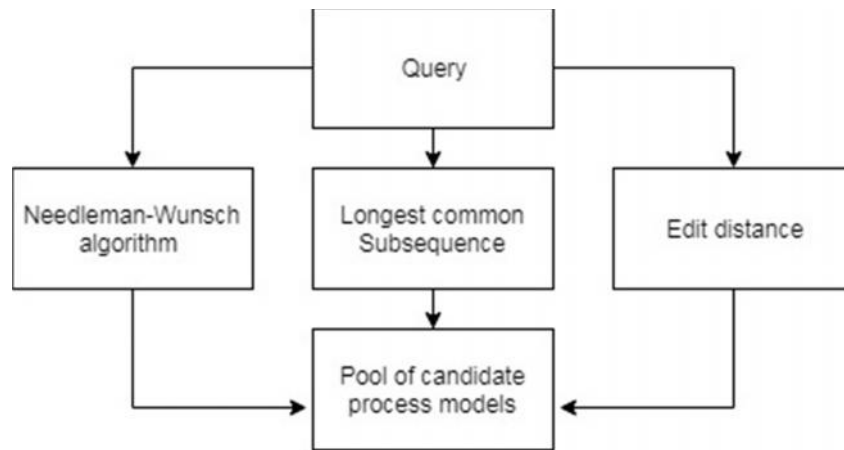 Query
Needleman-Wunsch
algorithm
Longest common
Subsequence
Edit distance
Pool of candidate
process models